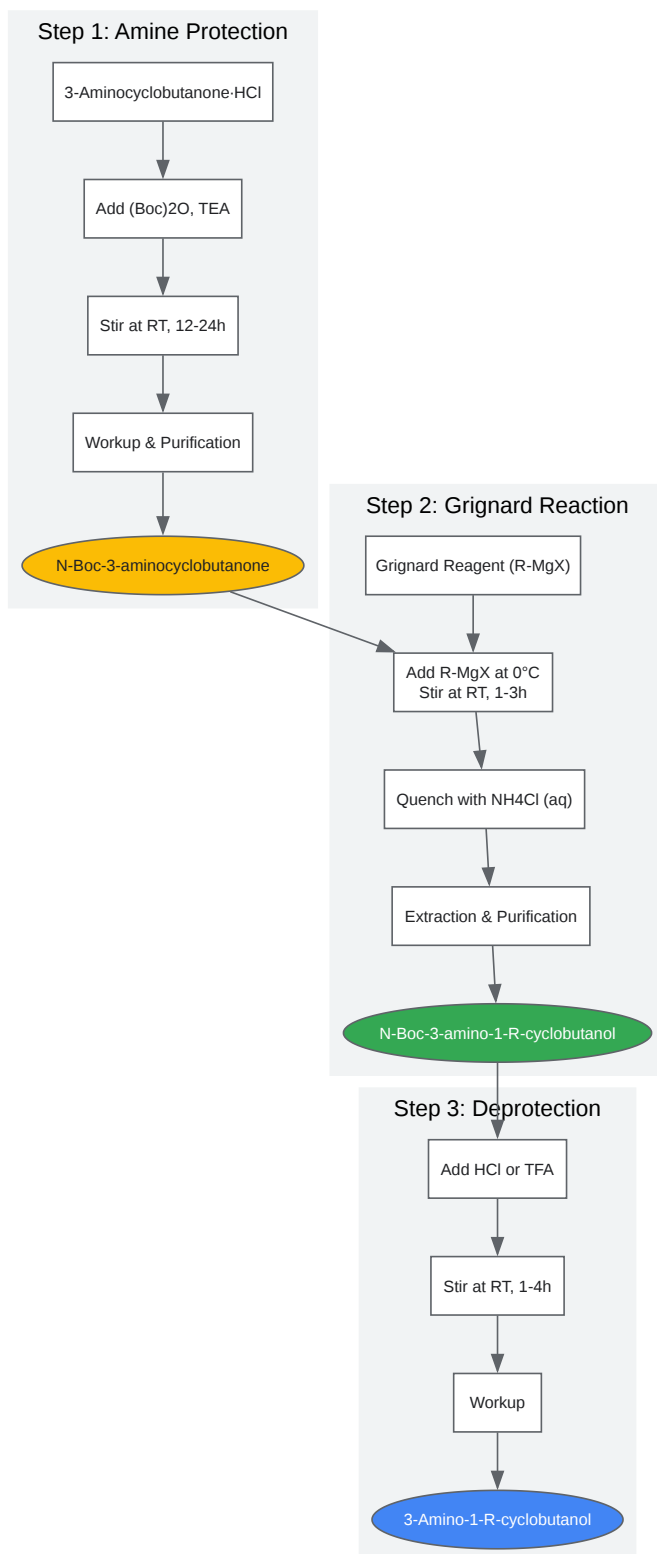 Step 1: Amine Protection
3-Aminocyclobutanone·HCl
Add (Boc)2O, TEA
Stir at RT, 12-24h
Workup & Purification
N-Boc-3-aminocyclobutanone
Step 2: Grignard Reaction
Grignard Reagent (R-MgX)
Add R-MgX at 0°C
Stir at RT, 1-3h
Quench with NH4Cl (aq)
Extraction & Purification
N-Boc-3-amino-1-R-cyclobutanol
Step 3: Deprotection
Add HCl or TFA
Stir at RT, 1-4h
Workup
3-Amino-1-R-cyclobutanol